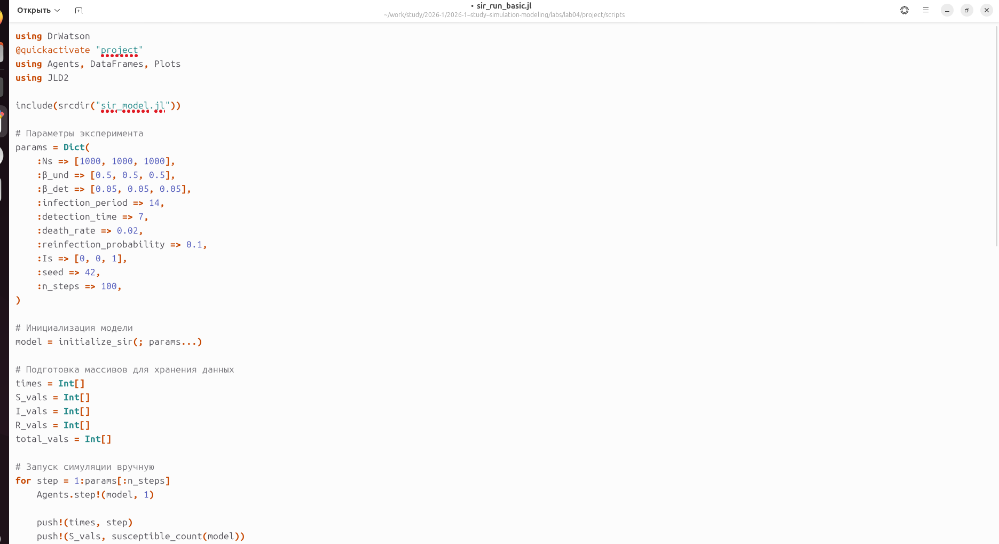 Открыть
• sir_run_basic.jl
~/work/study/2026-1/2026-1--study--simulation-modeling/labs/lab04/project/scripts
using DrWatson
@quickactivate "project"
using Agents, DataFrames, Plots
using JLD2
include(srcdir("sir_model.jl"))
# Параметры эксперимента
params = Dict(
    :Ns => [1000, 1000, 1000],
    :β_und => [0.5, 0.5, 0.5],
    :β_det => [0.05, 0.05, 0.05],
    :infection_period => 14,
    :detection_time => 7,
    :death_rate => 0.02,
    :reinfection_probability => 0.1,
    :Is => [0, 0, 1],
    :seed => 42,
    :n_steps => 100,
)
# Инициализация модели
model = initialize_sir(; params...)
# Подготовка массивов для хранения данных
times = Int[]
S_vals = Int[]
I_vals = Int[]
R_vals = Int[]
total_vals = Int[]
# Запуск симуляции вручную
for step = 1:params[:n_steps]
    Agents.step!(model, 1)
    push!(times, step)
    push!(S_vals, susceptible_count(model))